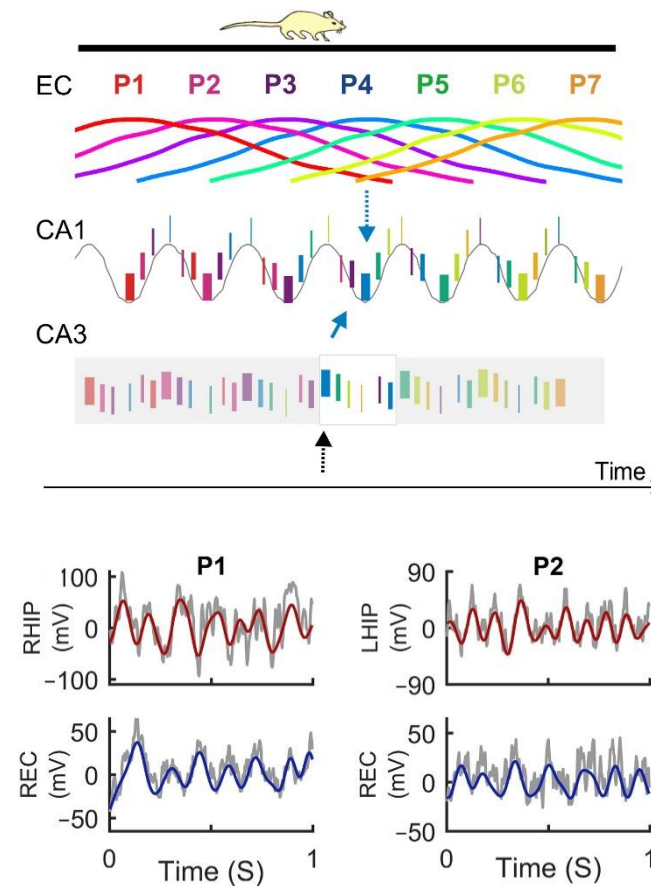 EC P1 P2 P3 P4 P5 P6 P7
CA1
CA3
Time
P1 P2
100
0
−100
RHIP
(mV)
90
0
−90
LHIP
(mV)
50
0
−50
REC
(mV)
50
0
−50
REC
(mV)
0 1 0 1
Time (S) Time (S)